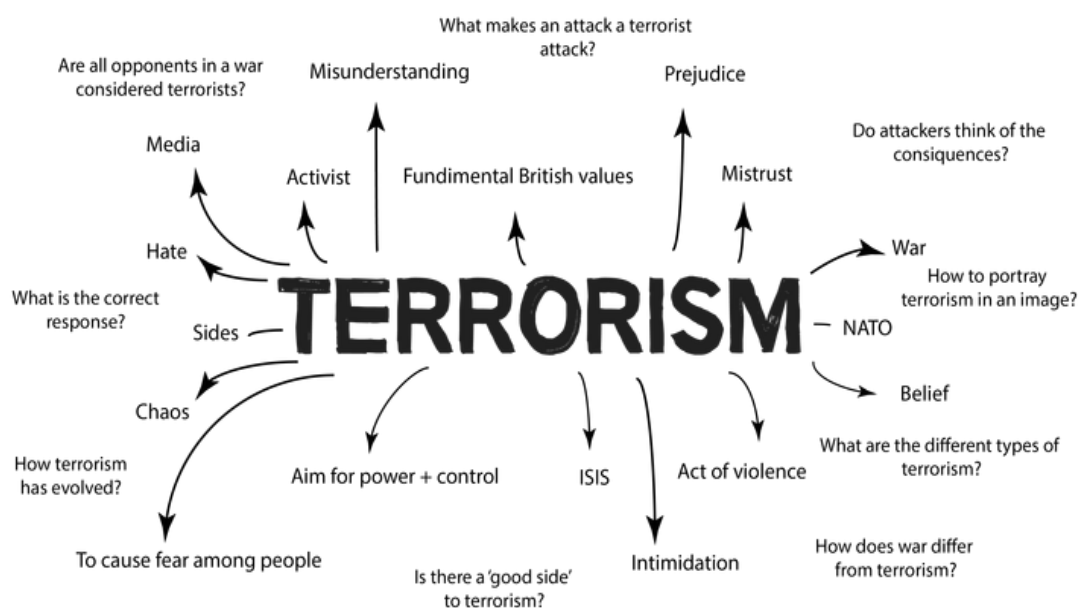 What makes an attack a terrorist
attack?
Are all opponents in a war
considered terrorists?
Misunderstanding
Prejudice
Media
Do attackers think of the
consiquences?
Activist
Fundimental British values
Mistrust
Hate
War
How to portray
terrorism in an image?
What is the correct
response?
TERRORISM
Sides
NATO
Chaos
Belief
How terrorism
has evolved?
Aim for power + control
ISIS
Act of violence
What are the different types of
terrorism?
To cause fear among people
Intimidation
How does war differ
from terrorism?
Is there a 'good side'
to terrorism?